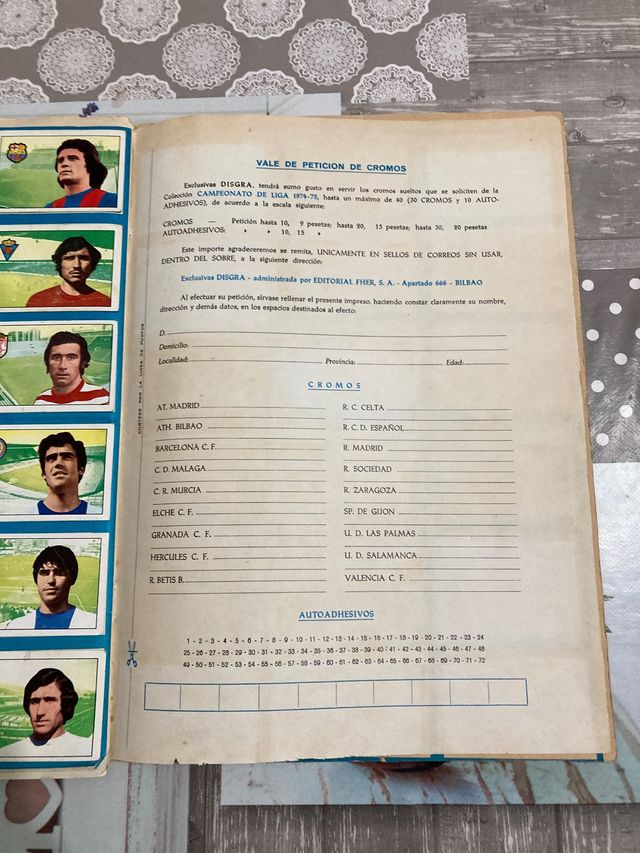 VALE DE PETICION DE CROMOS
Exclusivas DISGRA, tendrá sumo gusto en servir los cromos sueltos que se soliciten de la
Colección CAMPEONATO DE LIGA 1974-75, hasta un máximo de 40 (30 CROMOS y 10 AUTO-
ADHESIVOS), de acuerdo a la escala siguiente:
CROMOS — Petición hasta 10, 9 pesetas; hasta 20, 15 pesetas; hasta 30, 20 pesetas
AUTOADHESIVOS: » » 10, 15 »
Este importe agradeceremos se remita, UNICAMENTE EN SELLOS DE CORREOS SIN USAR,
DENTRO DEL SOBRE, a la siguiente dirección:
Exclusivas DISGRA - administrada por EDITORIAL FHER, S. A. - Apartado 666 - BILBAO
Al efectuar su petición, sírvase rellenar el presente impreso, haciendo constar claramente su nombre,
dirección y demás datos, en los espacios destinados al efecto:
D.
Domicilio:
Localidad: Provincia: Edad:
CORTESE POR LA LINEA DE PUNTOS
CROMOS
AT. MADRID
ATH. BILBAO
BARCELONA C. F.
C. D. MALAGA
C. R. MURCIA
ELCHE C. F.
GRANADA C. F.
HERCULES C. F.
R. BETIS B.
R. C. CELTA
R. C. D. ESPAÑOL
R. MADRID
R. SOCIEDAD
R. ZARAGOZA
SP. DE GIJON
U. D. LAS PALMAS
U. D. SALAMANCA
VALENCIA C. F.
AUTOADHESIVOS
1 - 2 - 3 - 4 - 5 - 6 - 7 - 8 - 9 - 10 - 11 - 12 - 13 - 14 - 15 - 16 - 17 - 18 - 19 - 20 - 21 - 22 - 23 - 24
25 - 26 - 27 - 28 - 29 - 30 - 31 - 32 - 33 - 34 - 35 - 36 - 37 - 38 - 39 - 40 - 41 - 42 - 43 - 44 - 45 - 46 - 47 - 48
49 - 50 - 51 - 52 - 53 - 54 - 55 - 56 - 57 - 58 - 59 - 60 - 61 - 62 - 63 - 64 - 65 - 66 - 67 - 68 - 69 - 70 - 71 - 72